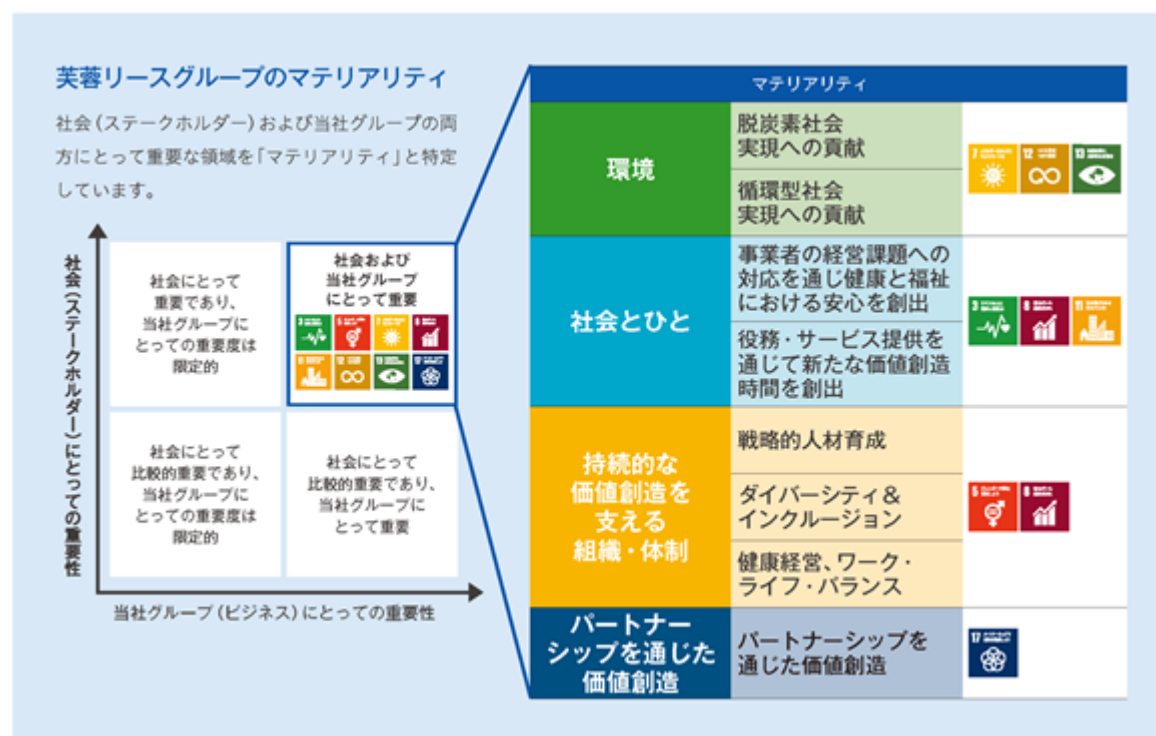 芙蓉リースグループのマテリアリティ
社会(ステークホルダー)および当社グループの両
方にとって重要な領域を「マテリアリティ」と特定
しています。
社会(ステークホルダー)にとっての重要性
社会にとって
重要であり、
当社グループに
とっての重要度は
限定的
社会および
当社グループ
にとって重要
3
5
7
8
11
12
13
17
社会にとって
比較的重要であり、
当社グループに
とっての重要度は
限定的
社会にとって
比較的重要であり、
当社グループに
とって重要
当社グループ(ビジネス)にとっての重要性
マテリアリティ
環境
脱炭素社会
実現への貢献
循環型社会
実現への貢献
7
12
13
社会とひと
事業者の経営課題への
対応を通じ健康と福祉
における安心を創出
役務・サービス提供を
通じて新たな価値創造
時間を創出
3
8
11
持続的な
価値創造を
支える
組織・体制
戦略的人材育成
ダイバーシティ&
インクルージョン
健康経営、ワーク・
ライフ・バランス
5
8
パートナー
シップを通じた
価値創造
パートナーシップを
通じた価値創造
17